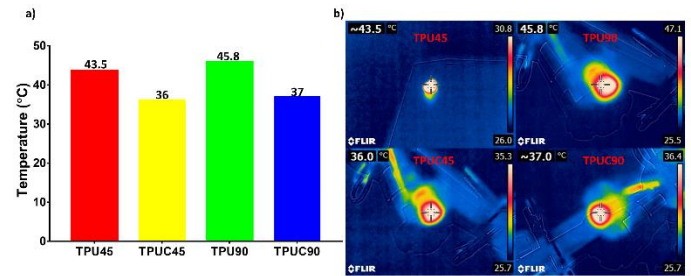 a)
Temperature (°C)
50
40
30
20
10
0
43.5
36
45.8
37
TPU45
TPUC45
TPU90
TPUC90
b)
~43.5 °C
TPU45
30.8
26.0
◊FLIR
45.8 °C
TPU90
47.1
25.5
◊FLIR
36.0 °C
TPUC45
35.3
25.7
◊FLIR
~37.0 °C
TPUC90
36.4
25.7
◊FLIR